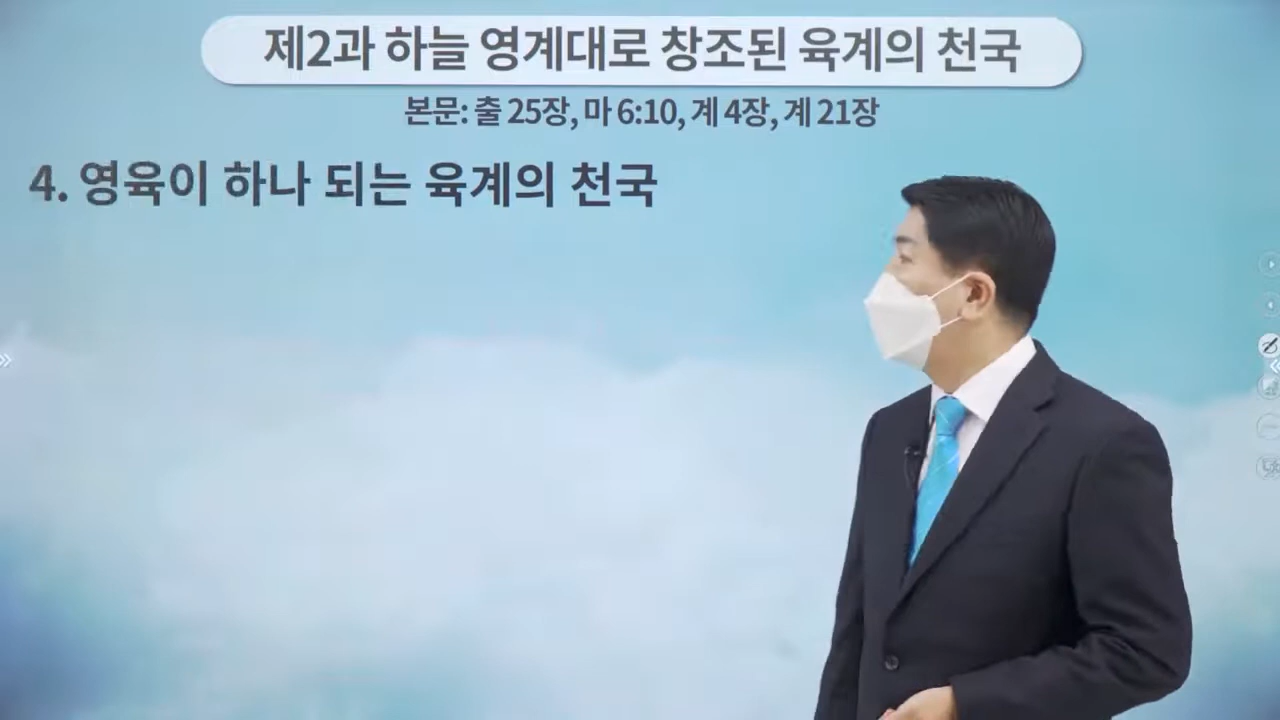 제2과 하늘 영계대로 창조된 육계의 천국
본문: 출 25장, 마 6:10, 계 4장, 계 21장
4. 영육이 하나 되는 육계의 천국